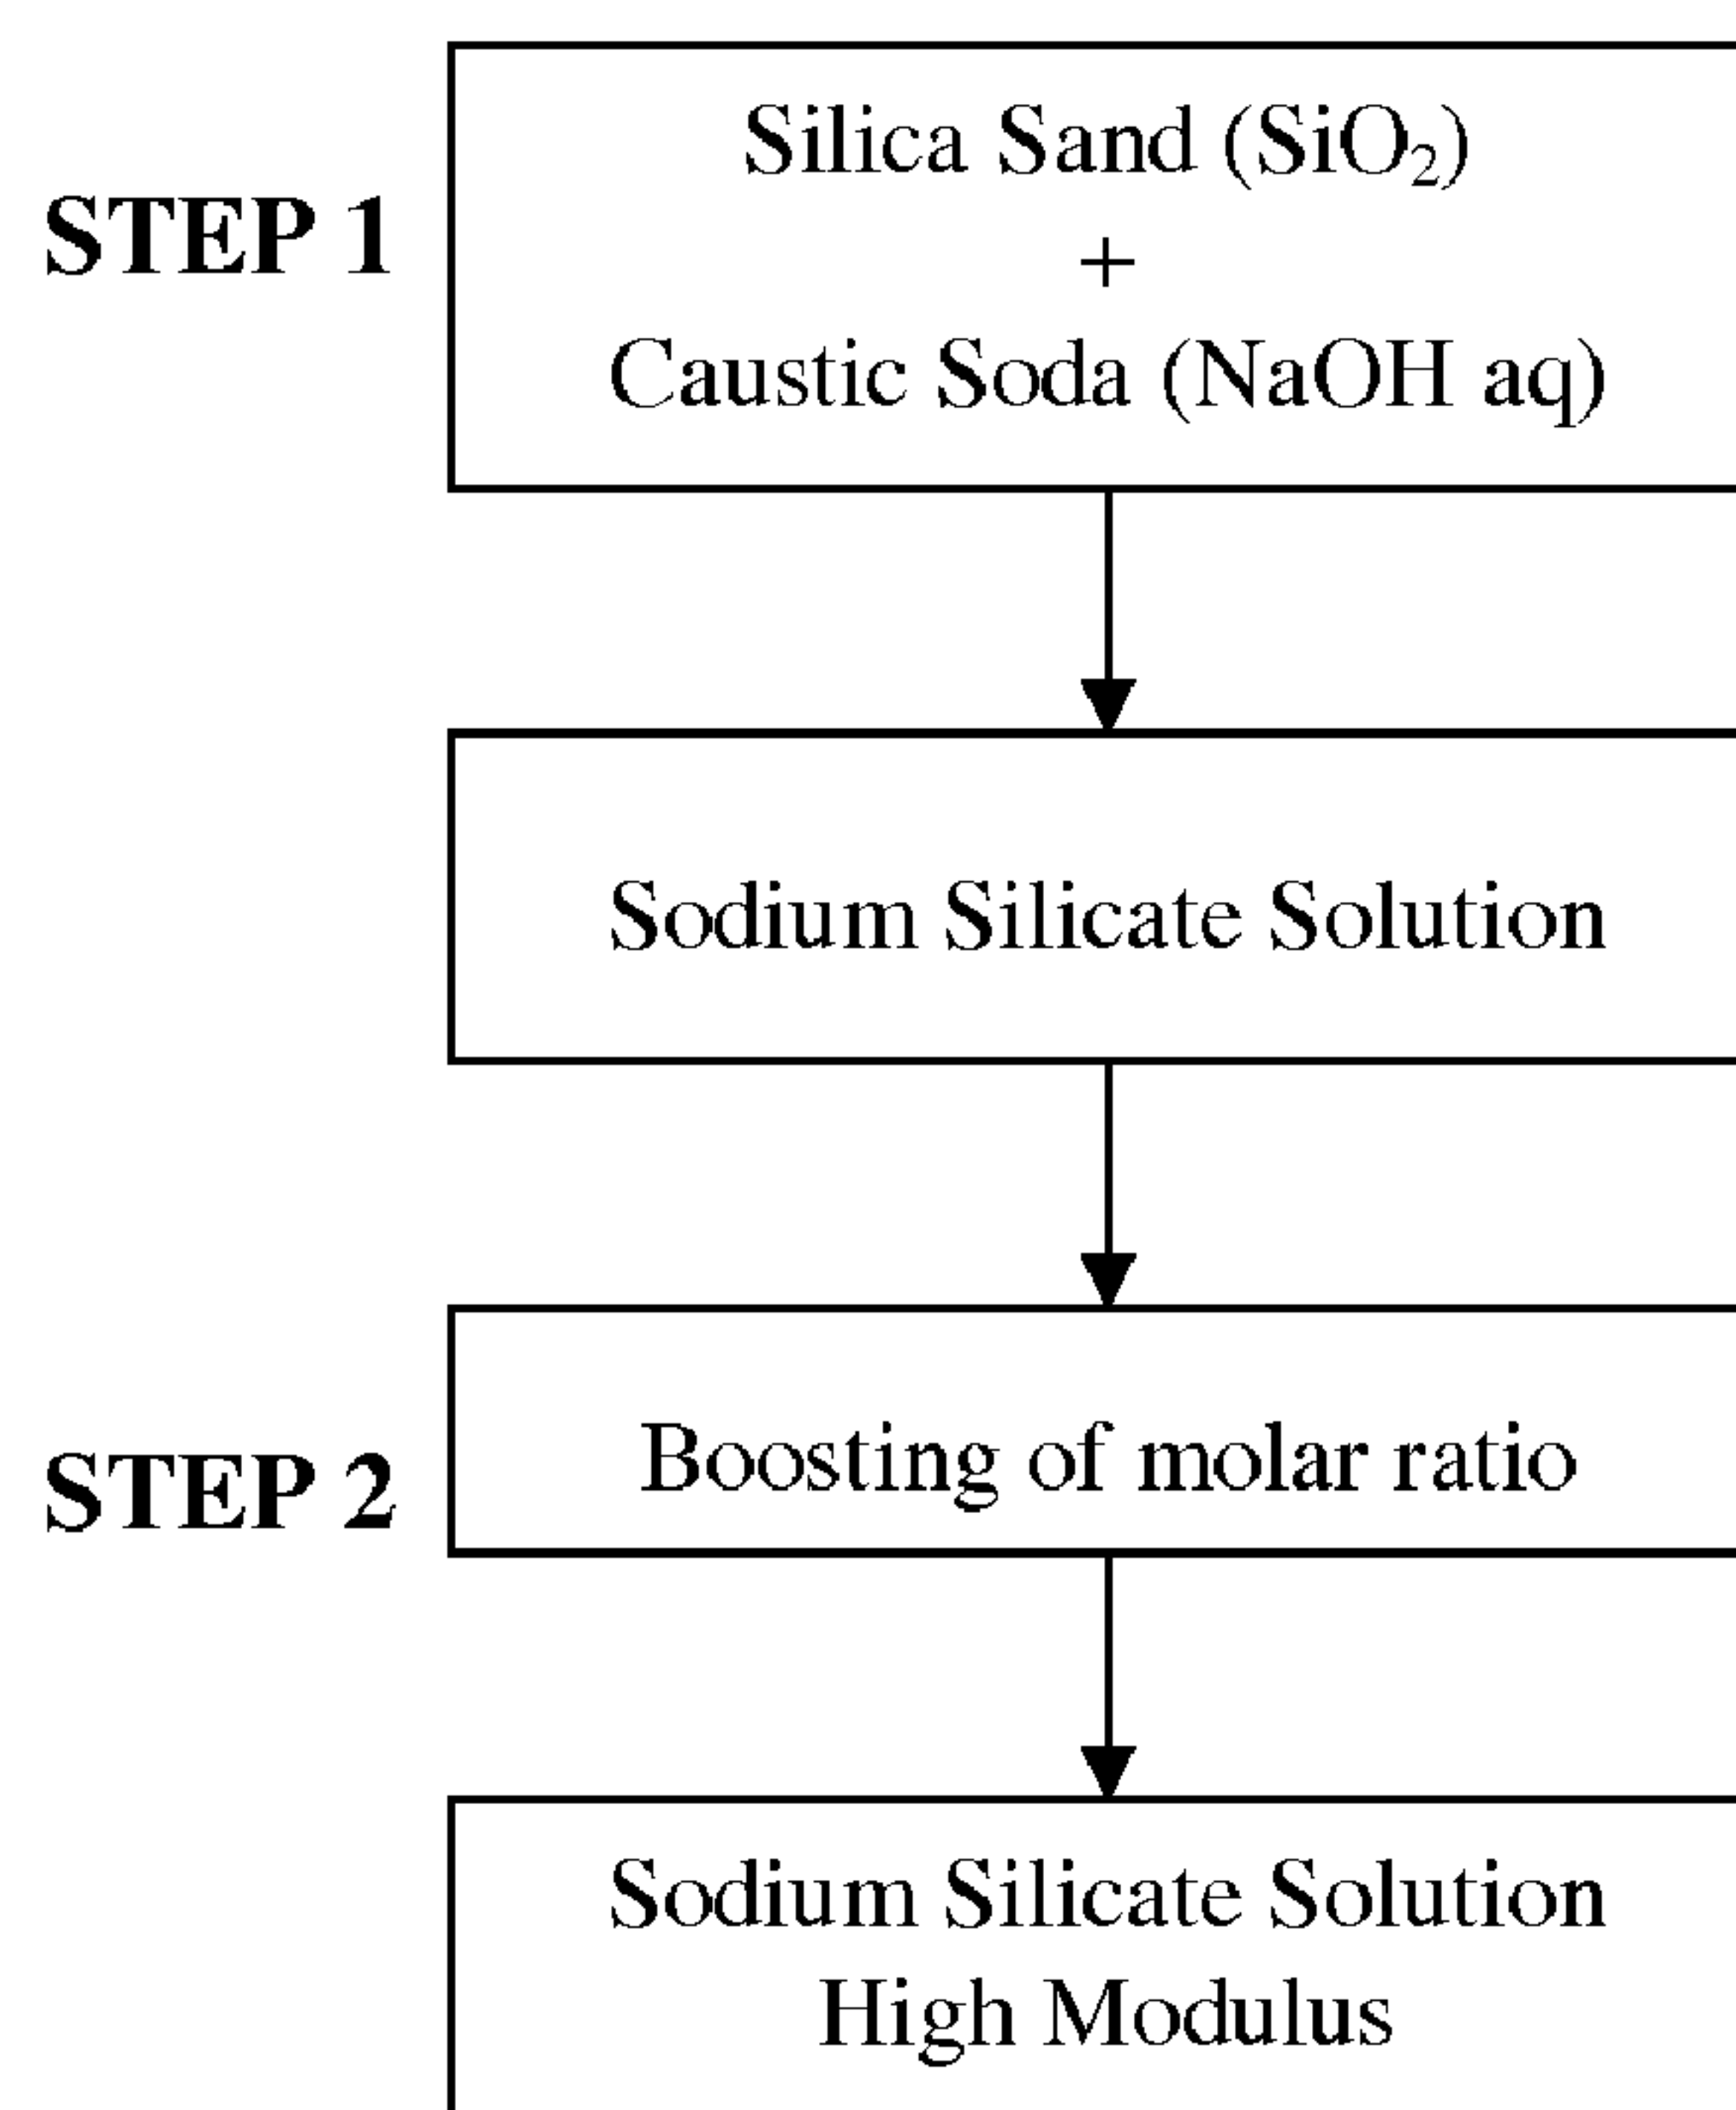 Silica Sand (SiO₂)
STEP 1
+
Caustic Soda (NaOH aq)
Sodium Silicate Solution
STEP 2
Boosting of molar ratio
Sodium Silicate Solution
High Modulus